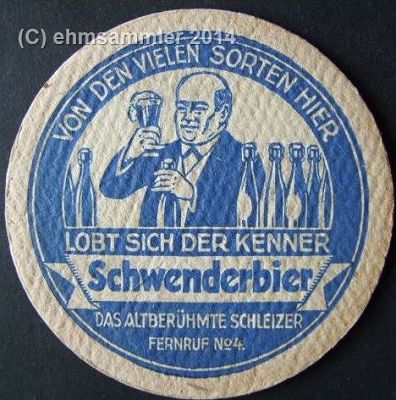 (C) ehmsammler 2014
VON DEN VIELEN SORTEN HIER
LOBT SICH DER KENNER
Schwenderbier
DAS ALTBERÜHMTE SCHLEIZER
FERNRUF No4.